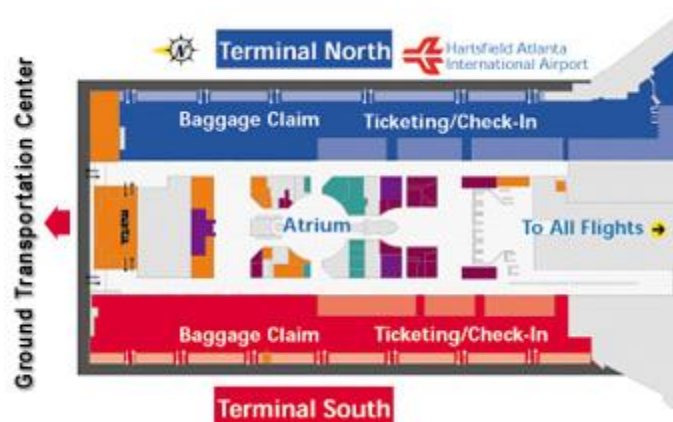 Terminal North
N
Hartsfield Atlanta
International Airport
Ground Transportation Center
Baggage Claim
Ticketing/Check-In
marta
Atrium
To All Flights
Baggage Claim
Ticketing/Check-In
Terminal South